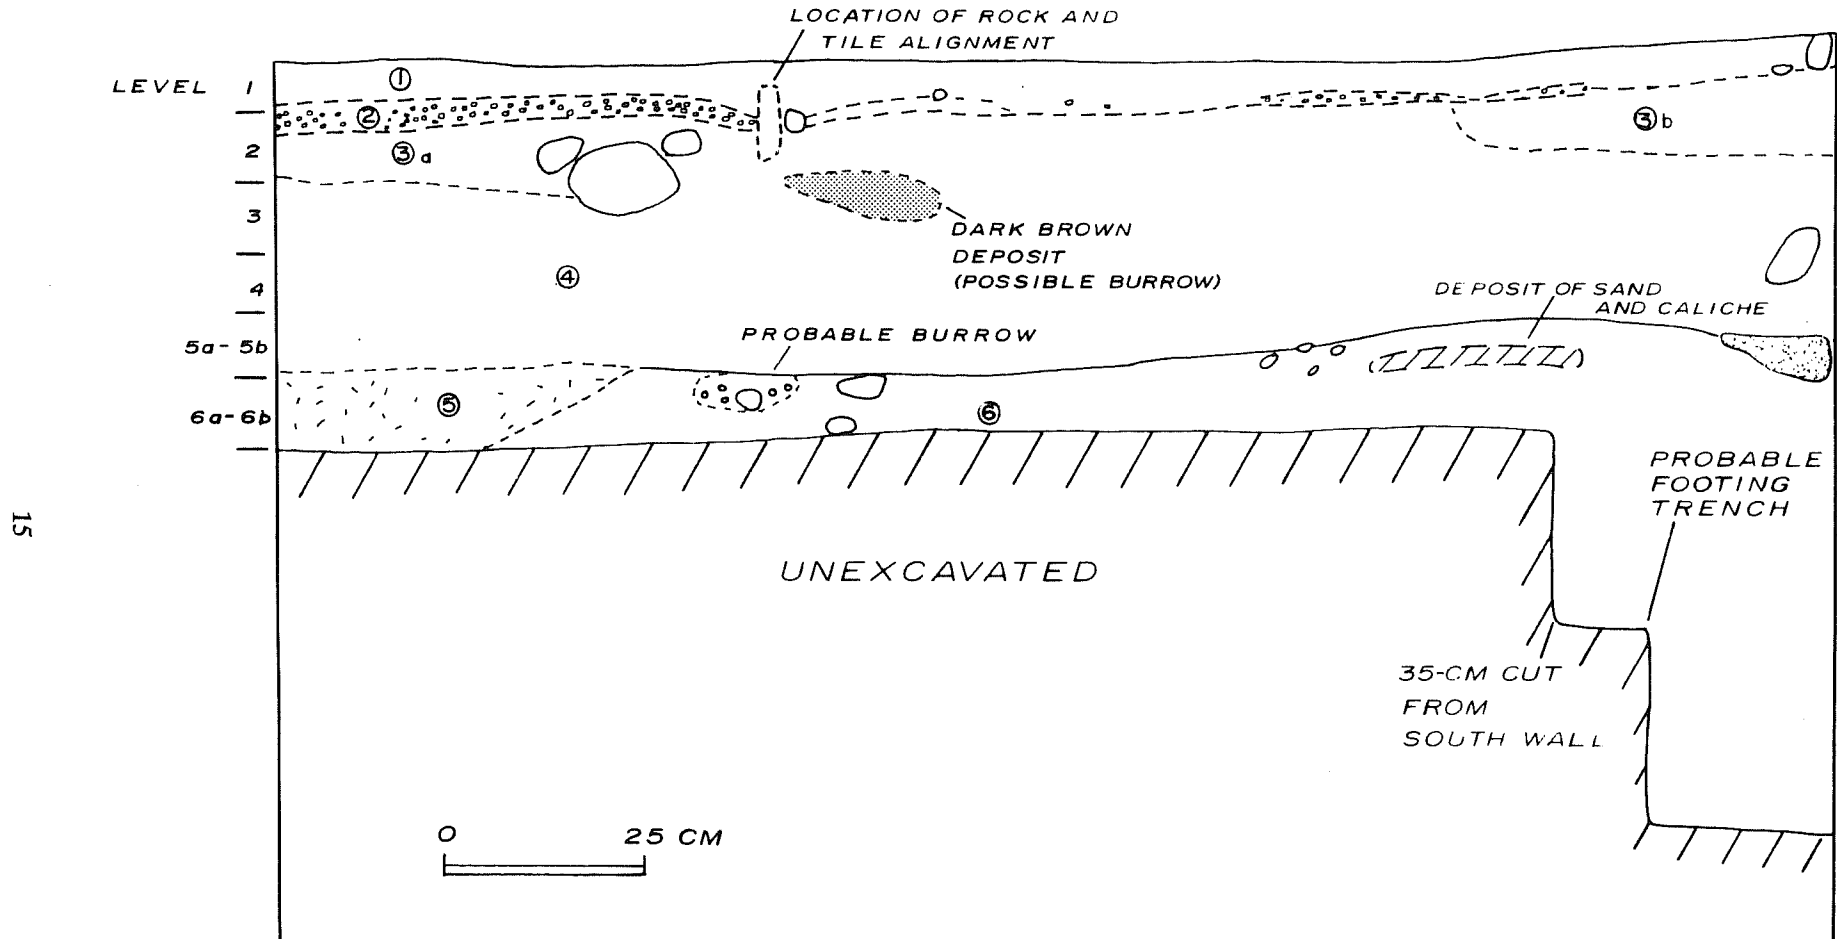 LOCATION OF ROCK AND
TILE ALIGNMENT
LEVEL 1
①
②
③a
③b
2
3
DARK BROWN
DEPOSIT
(POSSIBLE BURROW)
④
4
DEPOSIT OF SAND
AND CALICHE
PROBABLE BURROW
5a-5b
⑤
⑥
6a-6b
PROBABLE
FOOTING
TRENCH
15
UNEXCAVATED
35-CM CUT
FROM
SOUTH WALL
0 25 CM